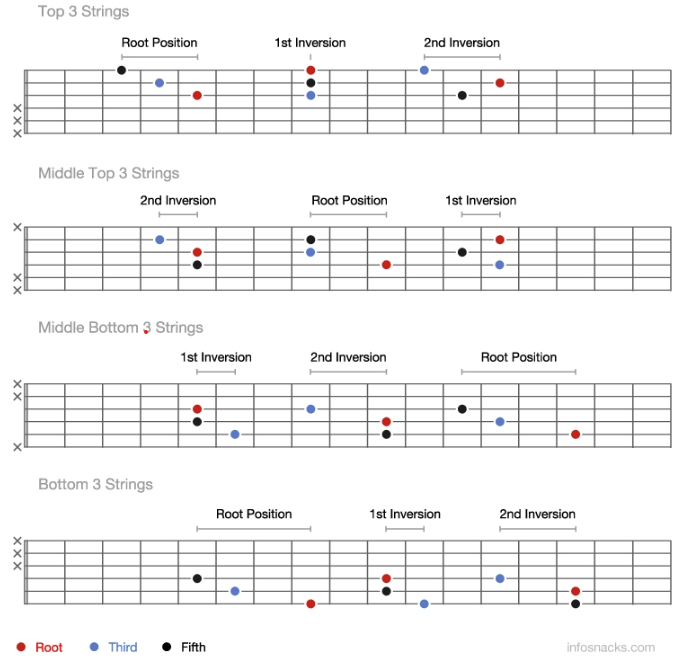 Top 3 Strings
Root Position 1st Inversion 2nd Inversion
×
×
×
Middle Top 3 Strings
2nd Inversion Root Position 1st Inversion
×
×
×
Middle Bottom 3 Strings
1st Inversion 2nd Inversion Root Position
×
×
×
Bottom 3 Strings
Root Position 1st Inversion 2nd Inversion
×
×
×
Root Third Fifth infosnacks.com